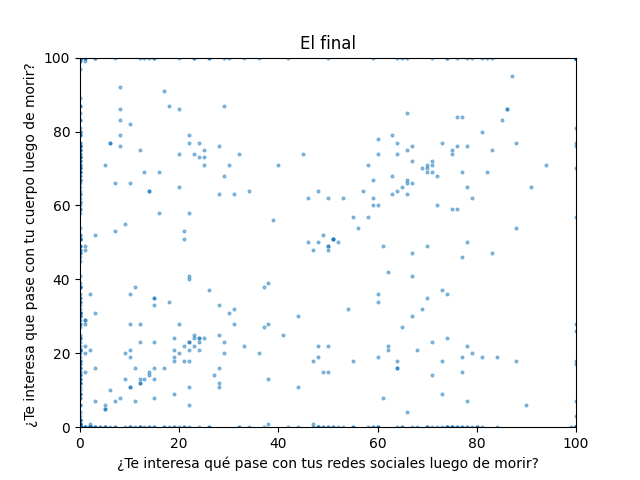 El final
100
80
60
40
20
0
¿Te interesa que pase con tu cuerpo luego de morir?
0 20 40 60 80 100
¿Te interesa qué pase con tus redes sociales luego de morir?